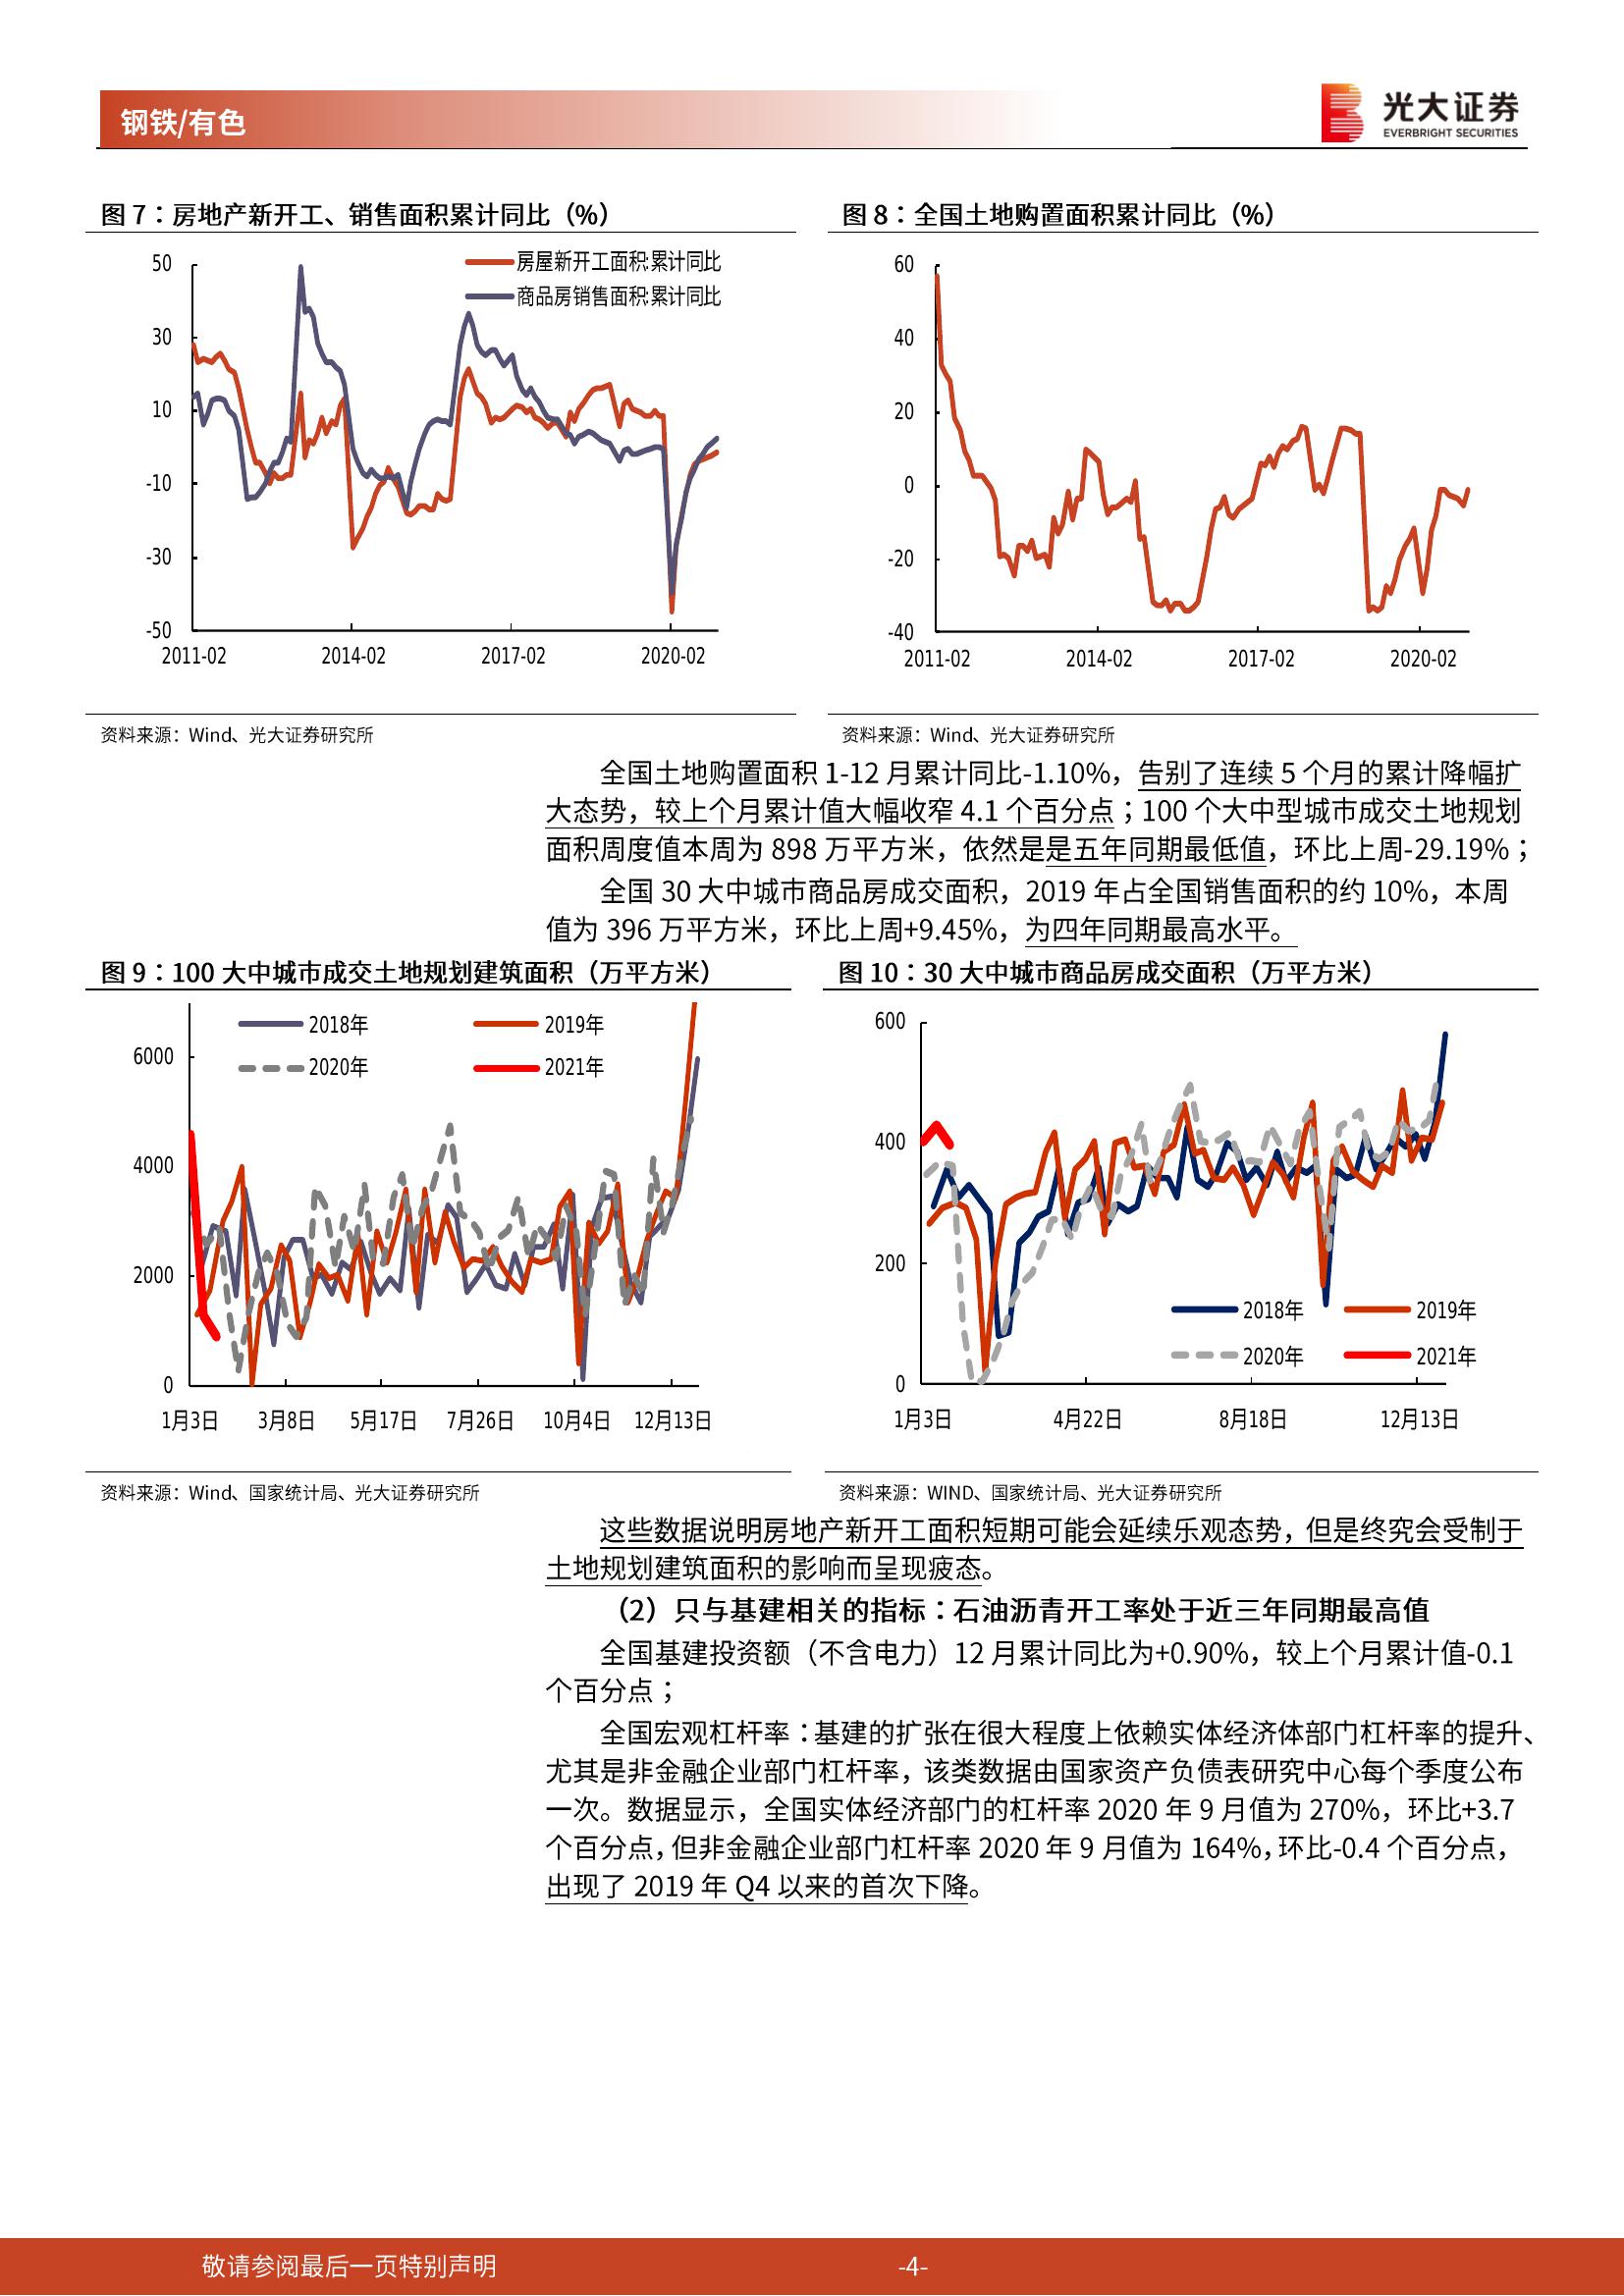 钢铁/有色
光大证券
EVERBRIGHT SECURITIES
图 7：房地产新开工、销售面积累计同比（%）
50
30
10
-10
-30
-50
房屋新开工面积:累计同比
商品房销售面积:累计同比
2011-02 2014-02 2017-02 2020-02
资料来源：Wind、光大证券研究所
图 8：全国土地购置面积累计同比（%）
60
40
20
0
-20
-40
2011-02 2014-02 2017-02 2020-02
资料来源：Wind、光大证券研究所
全国土地购置面积 1-12 月累计同比-1.10%，告别了连续 5 个月的累计降幅扩
大态势，较上个月累计值大幅收窄 4.1 个百分点；100 个大中型城市成交土地规划
面积周度值本周为 898 万平方米，依然是是五年同期最低值，环比上周-29.19%；
全国 30 大中城市商品房成交面积，2019 年占全国销售面积的约 10%，本周
值为 396 万平方米，环比上周+9.45%，为四年同期最高水平。
图 9：100 大中城市成交土地规划建筑面积（万平方米）
2018年 2019年
2020年 2021年
6000
4000
2000
0
1月3日 3月8日 5月17日 7月26日 10月4日 12月13日
资料来源：Wind、国家统计局、光大证券研究所
图 10：30 大中城市商品房成交面积（万平方米）
600
400
200
0
2018年 2019年
2020年 2021年
1月3日 4月22日 8月18日 12月13日
资料来源：WIND、国家统计局、光大证券研究所
这些数据说明房地产新开工面积短期可能会延续乐观态势，但是终究会受制于
土地规划建筑面积的影响而呈现疲态。
（2）只与基建相关的指标：石油沥青开工率处于近三年同期最高值
全国基建投资额（不含电力）12 月累计同比为+0.90%，较上个月累计值-0.1
个百分点；
全国宏观杠杆率：基建的扩张在很大程度上依赖实体经济体部门杠杆率的提升、
尤其是非金融企业部门杠杆率，该类数据由国家资产负债表研究中心每个季度公布
一次。数据显示，全国实体经济部门的杠杆率 2020 年 9 月值为 270%，环比+3.7
个百分点，但非金融企业部门杠杆率 2020 年 9 月值为 164%，环比-0.4 个百分点，
出现了 2019 年 Q4 以来的首次下降。
敬请参阅最后一页特别声明
-4-